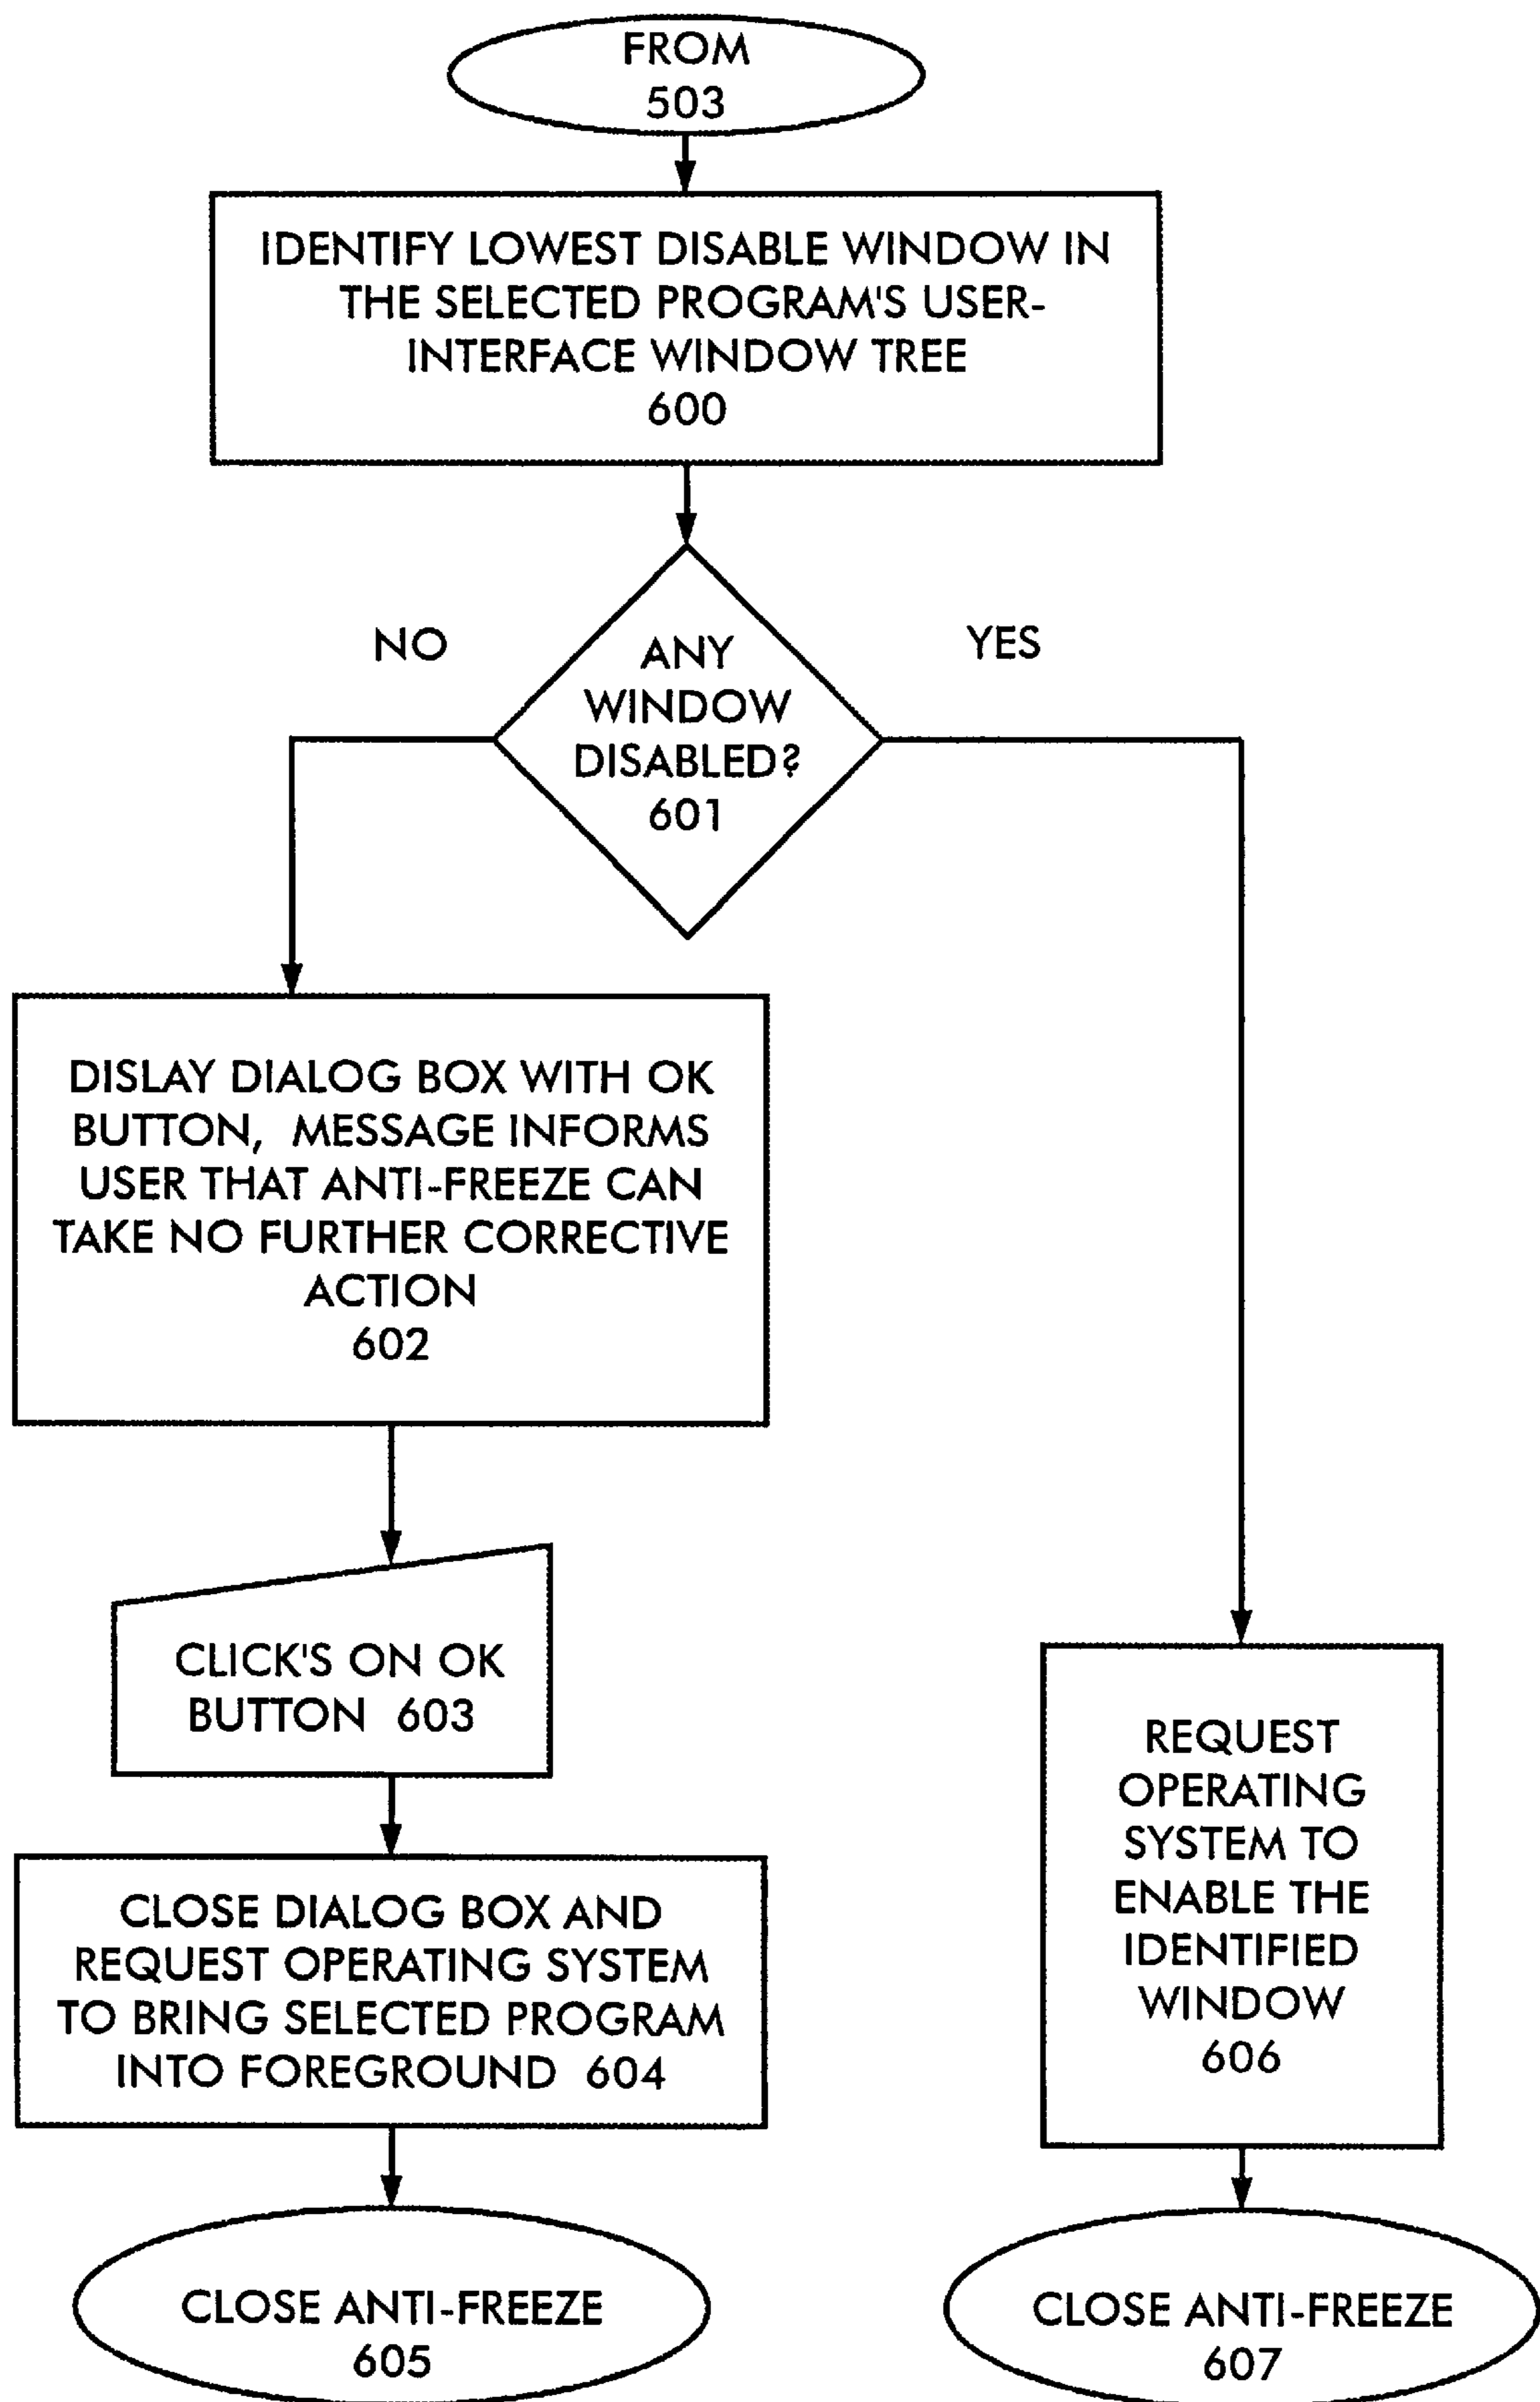 FROM
503
IDENTIFY LOWEST DISABLE WINDOW IN
THE SELECTED PROGRAM'S USER-
INTERFACE WINDOW TREE
600
NO
YES
ANY
WINDOW
DISABLED?
601
DISLAY DIALOG BOX WITH OK
BUTTON, MESSAGE INFORMS
USER THAT ANTI-FREEZE CAN
TAKE NO FURTHER CORRECTIVE
ACTION
602
CLICK'S ON OK
BUTTON 603
CLOSE DIALOG BOX AND
REQUEST OPERATING SYSTEM
TO BRING SELECTED PROGRAM
INTO FOREGROUND 604
CLOSE ANTI-FREEZE
605
REQUEST
OPERATING
SYSTEM TO
ENABLE THE
IDENTIFIED
WINDOW
606
CLOSE ANTI-FREEZE
607